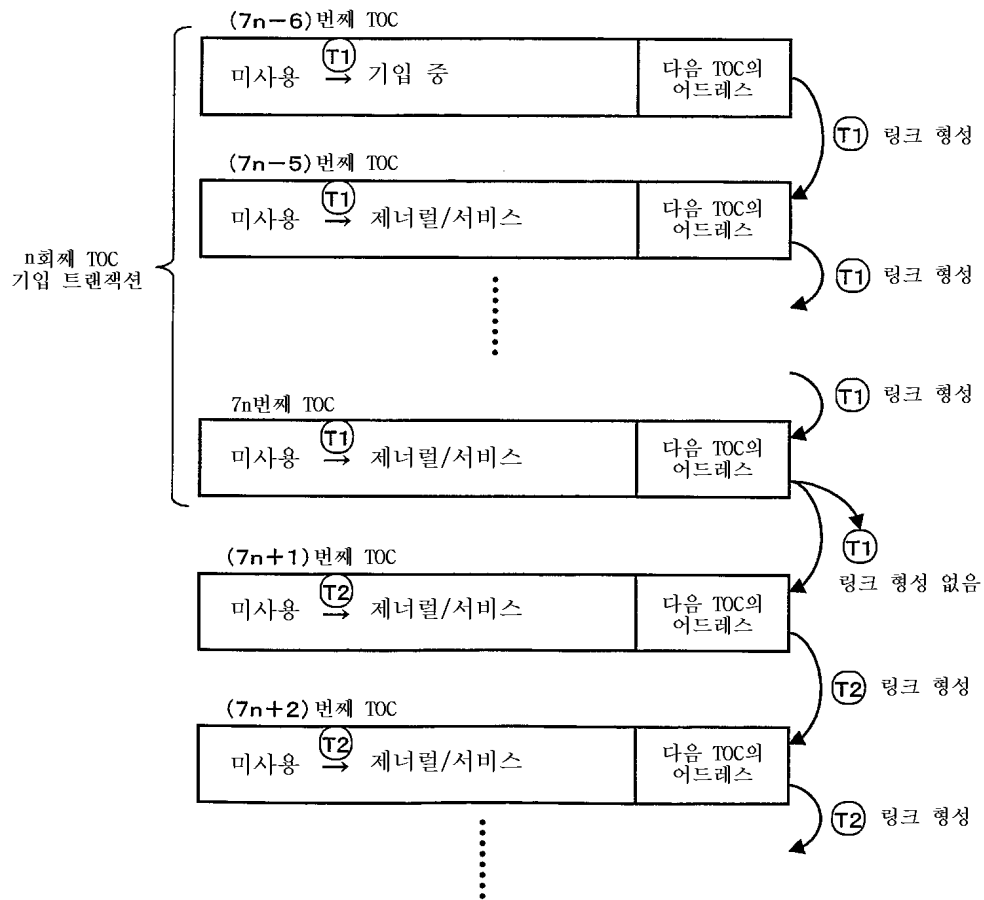 (7n-6)번째 TOC
미사용 T1 → 기입 중
다음 TOC의
어드레스
T1 링크 형성
(7n-5)번째 TOC
미사용 T1 → 제너럴/서비스
다음 TOC의
어드레스
n회째 TOC
기입 트랜잭션
T1 링크 형성
T1 링크 형성
7n번째 TOC
미사용 T1 → 제너럴/서비스
다음 TOC의
어드레스
T1
링크 형성 없음
(7n+1)번째 TOC
미사용 T2 → 제너럴/서비스
다음 TOC의
어드레스
T2 링크 형성
(7n+2)번째 TOC
미사용 T2 → 제너럴/서비스
다음 TOC의
어드레스
T2 링크 형성